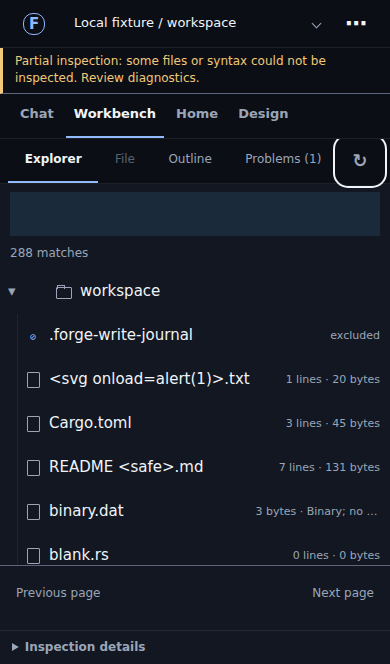 F Local fixture / workspace
Partial inspection: some files or syntax could not be
inspected. Review diagnostics.
Chat Workbench Home Design
Explorer File Outline Problems (1)
288 matches
workspace
.forge-write-journal excluded
<svg onload=alert(1)>.txt 1 lines · 20 bytes
Cargo.toml 3 lines · 45 bytes
README <safe>.md 7 lines · 131 bytes
binary.dat 3 bytes · Binary; no ...
blank.rs 0 lines · 0 bytes
Previous page Next page
Inspection details